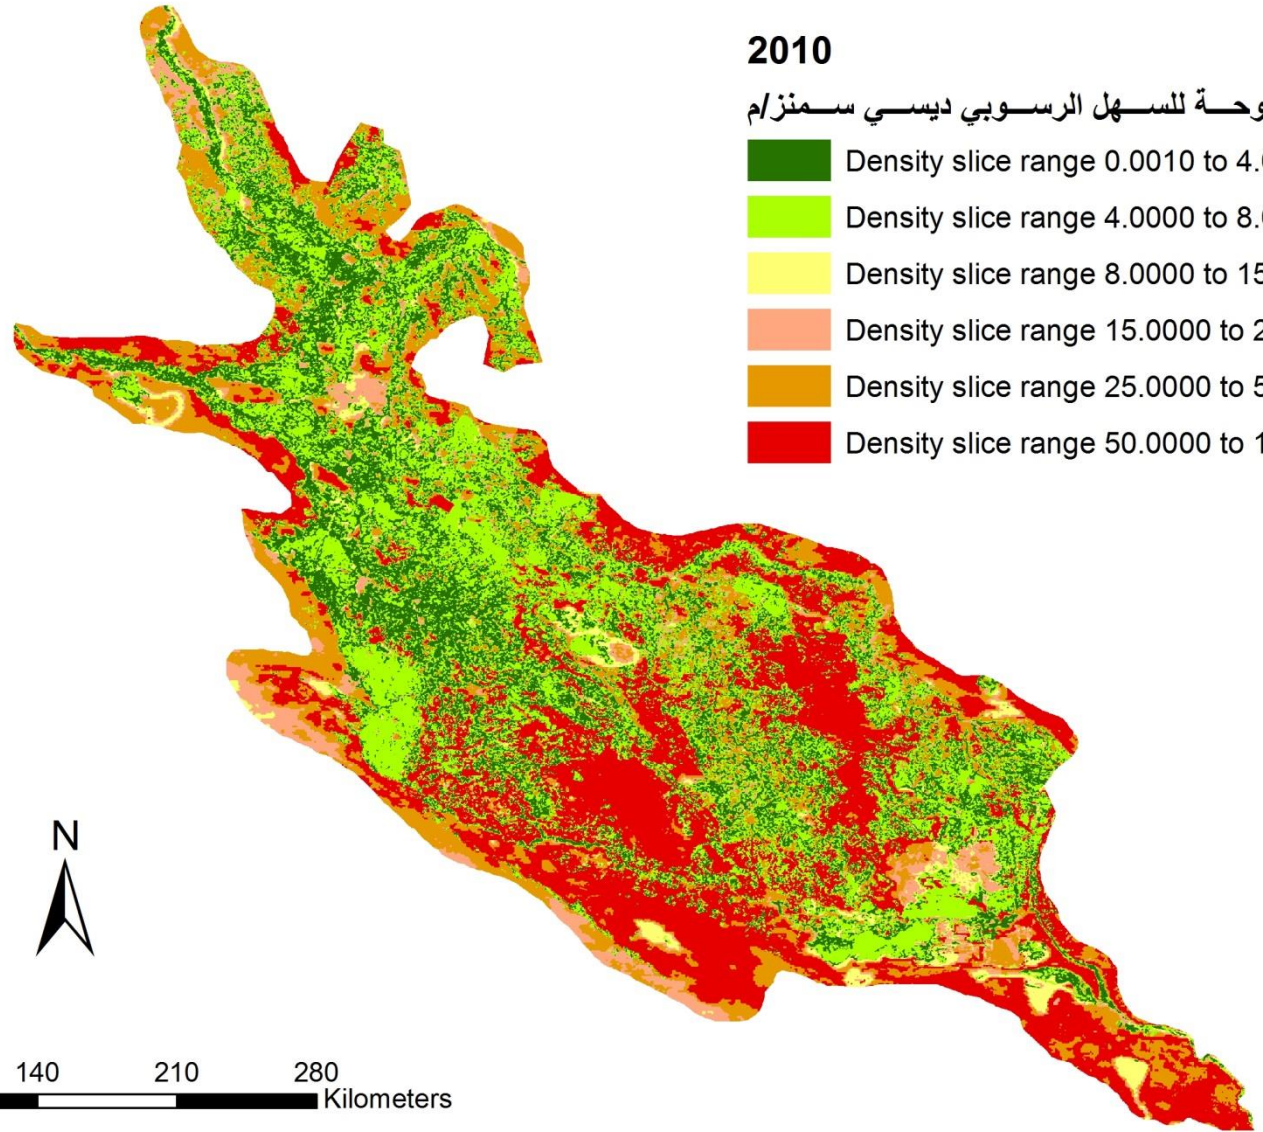 2010
وحـــة للســـهل الرســـوبي ديســـي ســـمنز/م
Density slice range 0.0010 to 4.
Density slice range 4.0000 to 8.
Density slice range 8.0000 to 15
Density slice range 15.0000 to 2
Density slice range 25.0000 to 5
Density slice range 50.0000 to 1
N
140 210 280
Kilometers